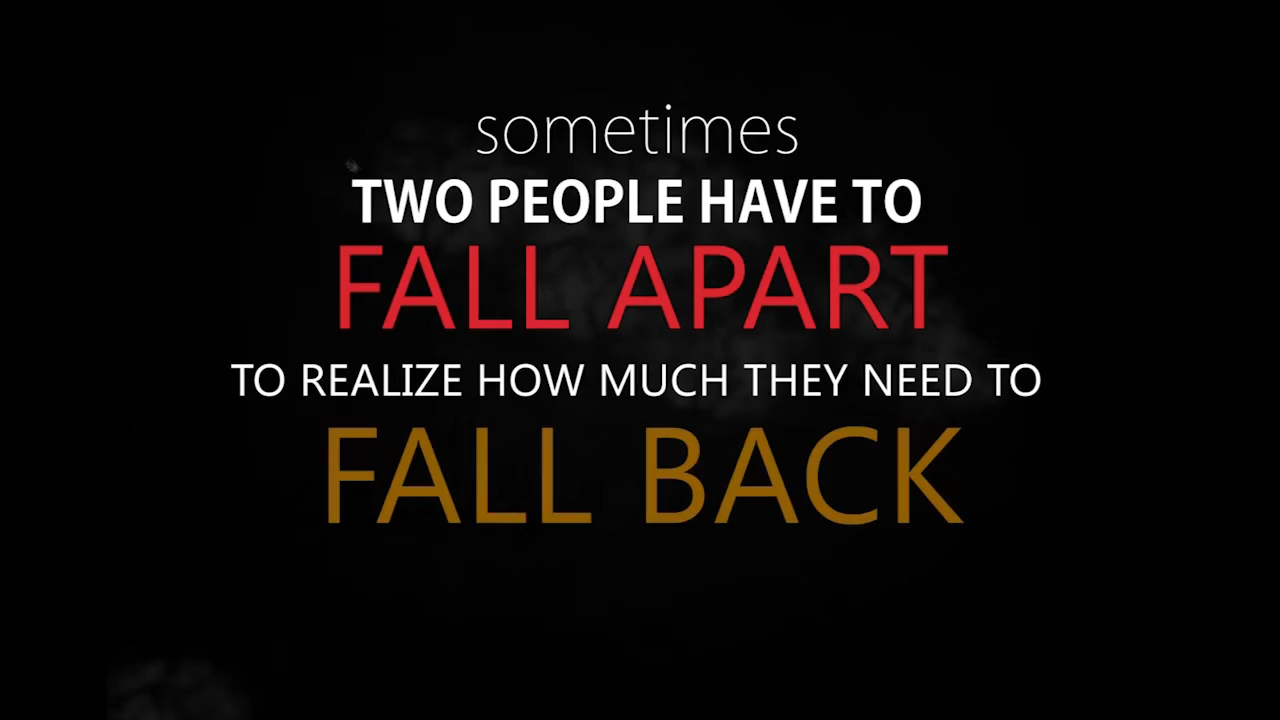 sometimes
TWO PEOPLE HAVE TO
FALL APART
TO REALIZE HOW MUCH THEY NEED TO
FALL BACK